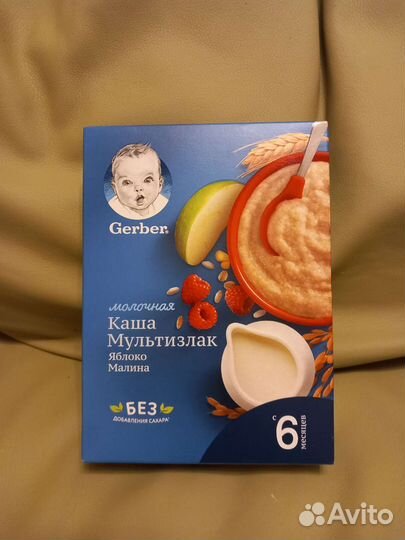 Gerber.
молочная
Каша
Мультизлак
Яблоко
Малина
БЕЗ
ДОБАВЛЕНИЯ САХАРА*
с 6 месяцев
Avito